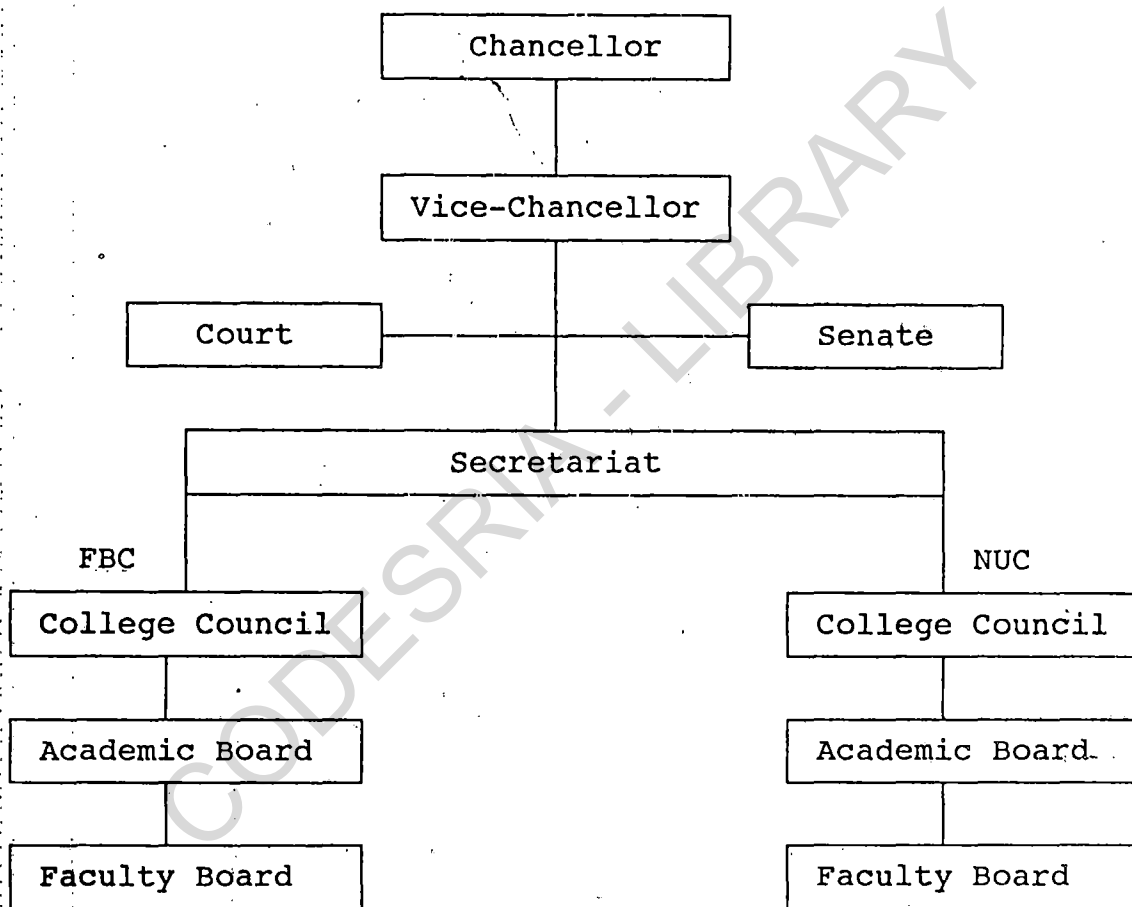 Chancellor
Vice-Chancellor
Court
Senate
Secretariat
FBC
NUC
College Council
College Council
Academic Board
Academic Board
Faculty Board
Faculty Board
CODESRIA - LIBRARY